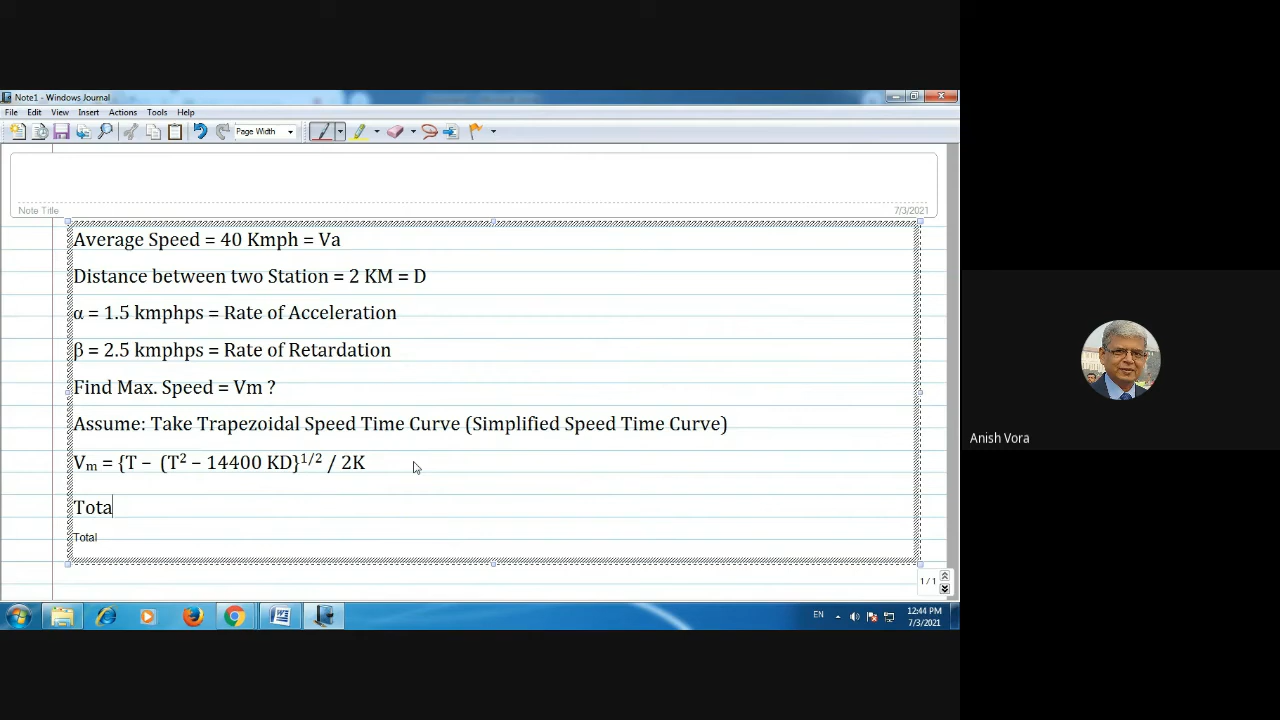 Note1 - Windows Journal
File Edit View Insert Actions Tools Help
Page Width
Note Title
7/3/2021
Average Speed = 40 Kmph = Va
Distance between two Station = 2 KM = D
α = 1.5 kmphps = Rate of Acceleration
β = 2.5 kmphps = Rate of Retardation
Find Max. Speed = Vm ?
Assume: Take Trapezoidal Speed Time Curve (Simplified Speed Time Curve)
Vₘ = {T – (T² – 14400 KD}¹/² / 2K
Tota
Total
1 / 1
EN
12:44 PM
7/3/2021
Anish Vora